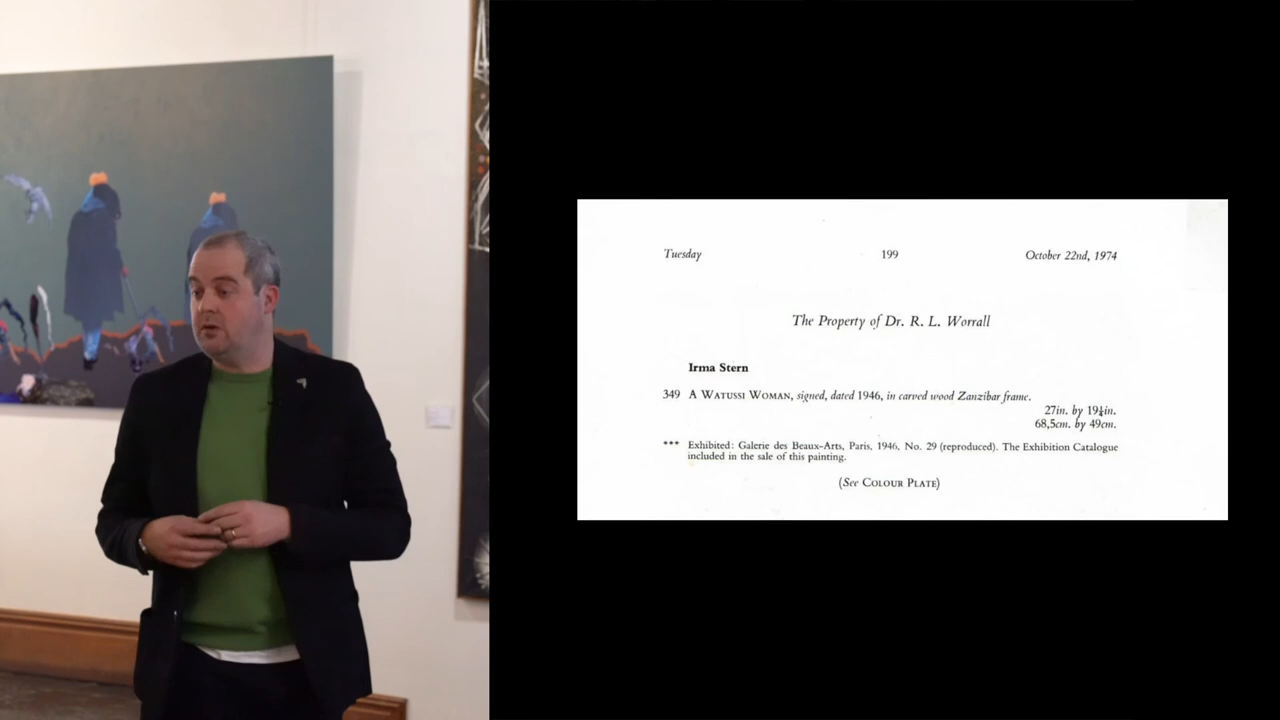 Tuesday 199 October 22nd, 1974
The Property of Dr. R. L. Worrall
Irma Stern
349 A WATUSSI WOMAN, signed, dated 1946, in carved wood Zanzibar frame.
27in. by 19¼in.
68,5cm. by 49cm.
*** Exhibited: Galerie des Beaux-Arts, Paris, 1946, No. 29 (reproduced). The Exhibition Catalogue
included in the sale of this painting.
(See COLOUR PLATE)